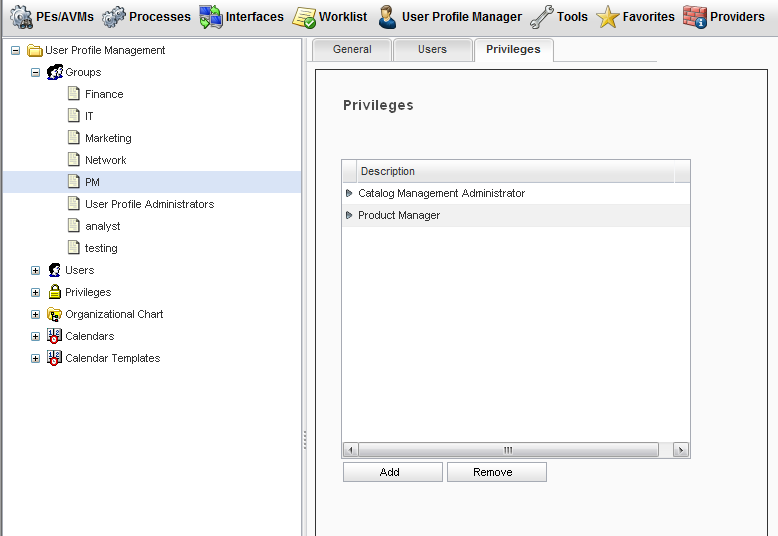 PEs/AVMs Processes Interfaces Worklist User Profile Manager Tools Favorites Providers
User Profile Management
Groups
Finance
IT
Marketing
Network
PM
User Profile Administrators
analyst
testing
Users
Privileges
Organizational Chart
Calendars
Calendar Templates
General Users Privileges
Privileges
Description
Catalog Management Administrator
Product Manager
Add Remove